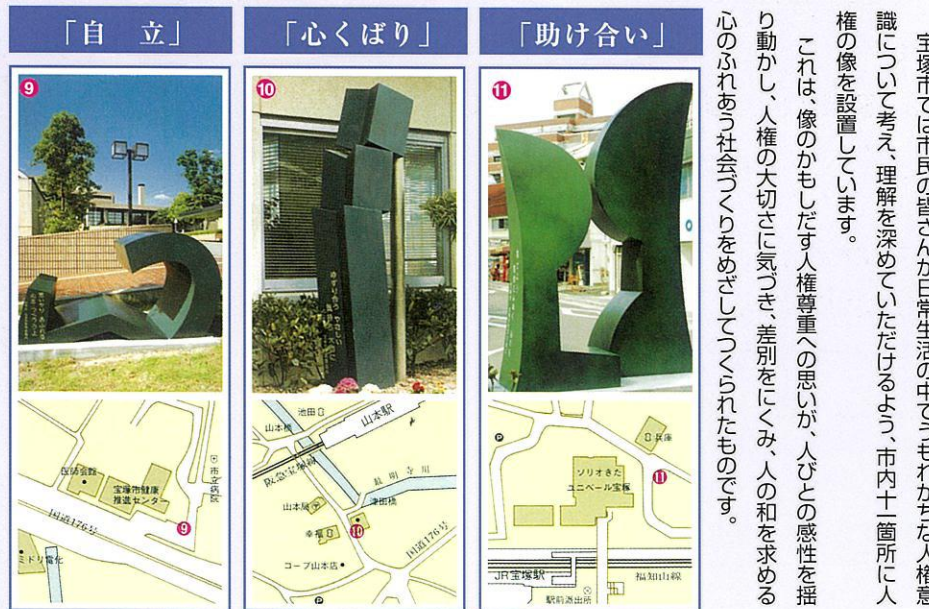 宝塚市では市民の皆さんが日常生活の中でうもれがちな人権意
識について考え、理解を深めていただけるよう、市内十一箇所に人
権の像を設置しています。
これは、像のかもしだす人権尊重への思いが、人びとの感性を揺
り動かし、人権の大切さに気づき、差別をにくみ、人の和を求める
心のふれあう社会づくりをめざしてつくられたものです。
「助け合い」
11
兵庫
ソリオきた
ユニベール宝塚
11
JR宝塚駅
福知山線
駅前派出所
P
「心くばり」
10
池田
山本橋
山本駅
阪急宝塚線
最明寺川
山本局
幸福
10
国道176号
コープ山本店
P
「自 立」
9
医師会館
宝塚市健康
推進センター
市立病院
国道176号
9
ミドリ電化